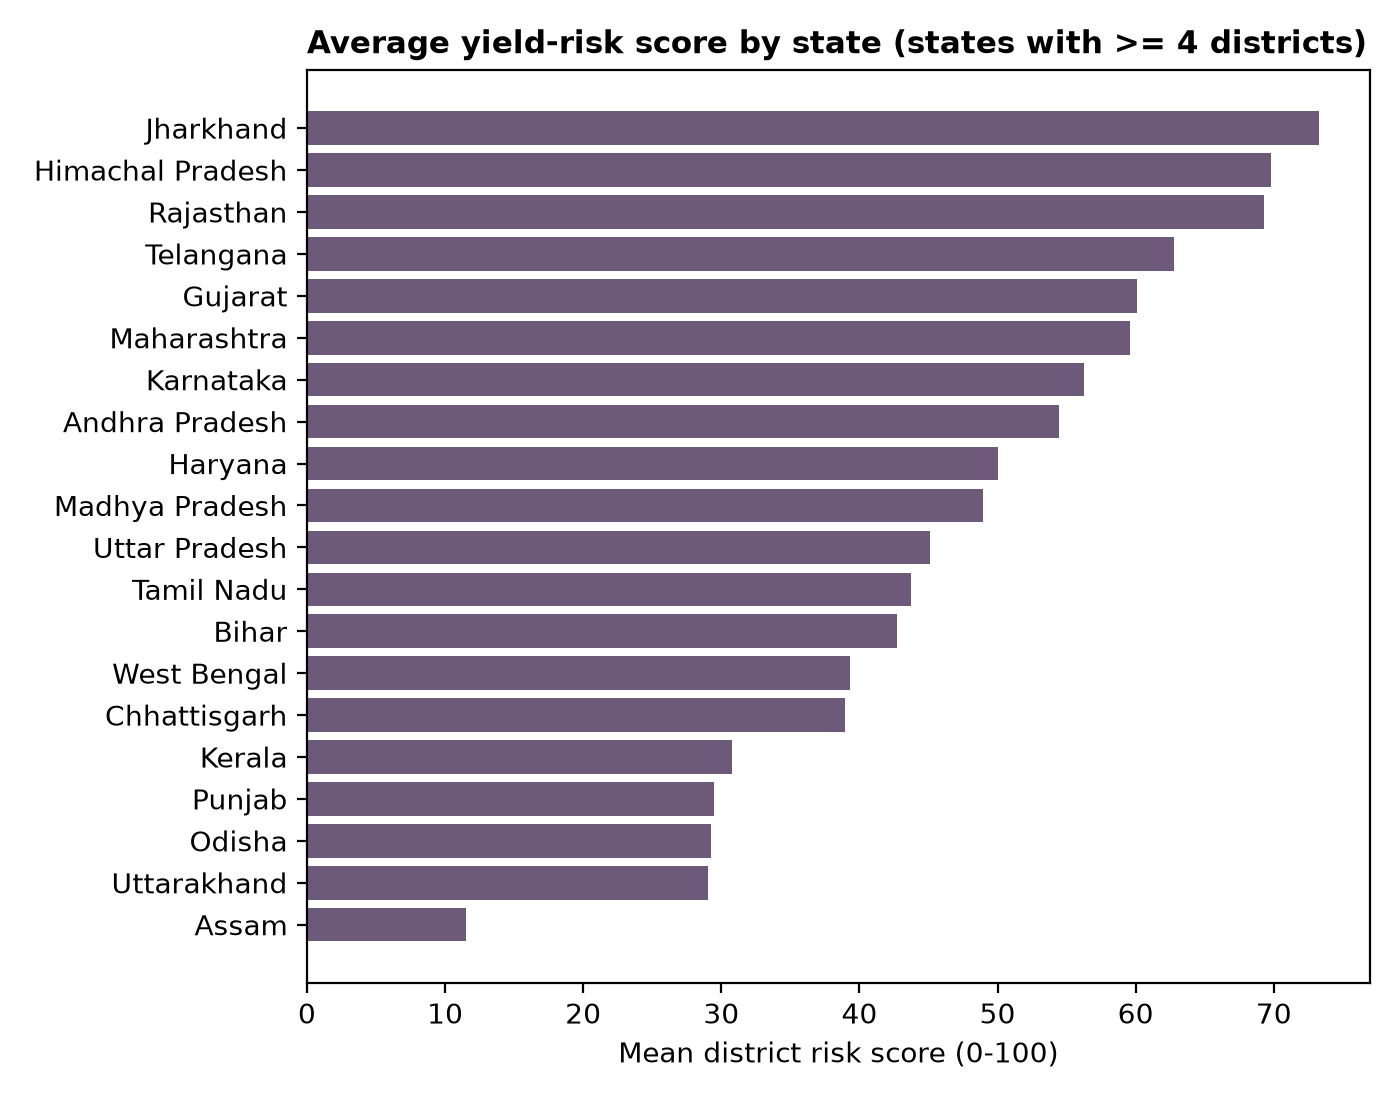 Average yield-risk score by state (states with >= 4 districts)
Jharkhand
Himachal Pradesh
Rajasthan
Telangana
Gujarat
Maharashtra
Karnataka
Andhra Pradesh
Haryana
Madhya Pradesh
Uttar Pradesh
Tamil Nadu
Bihar
West Bengal
Chhattisgarh
Kerala
Punjab
Odisha
Uttarakhand
Assam
0 10 20 30 40 50 60 70
Mean district risk score (0-100)